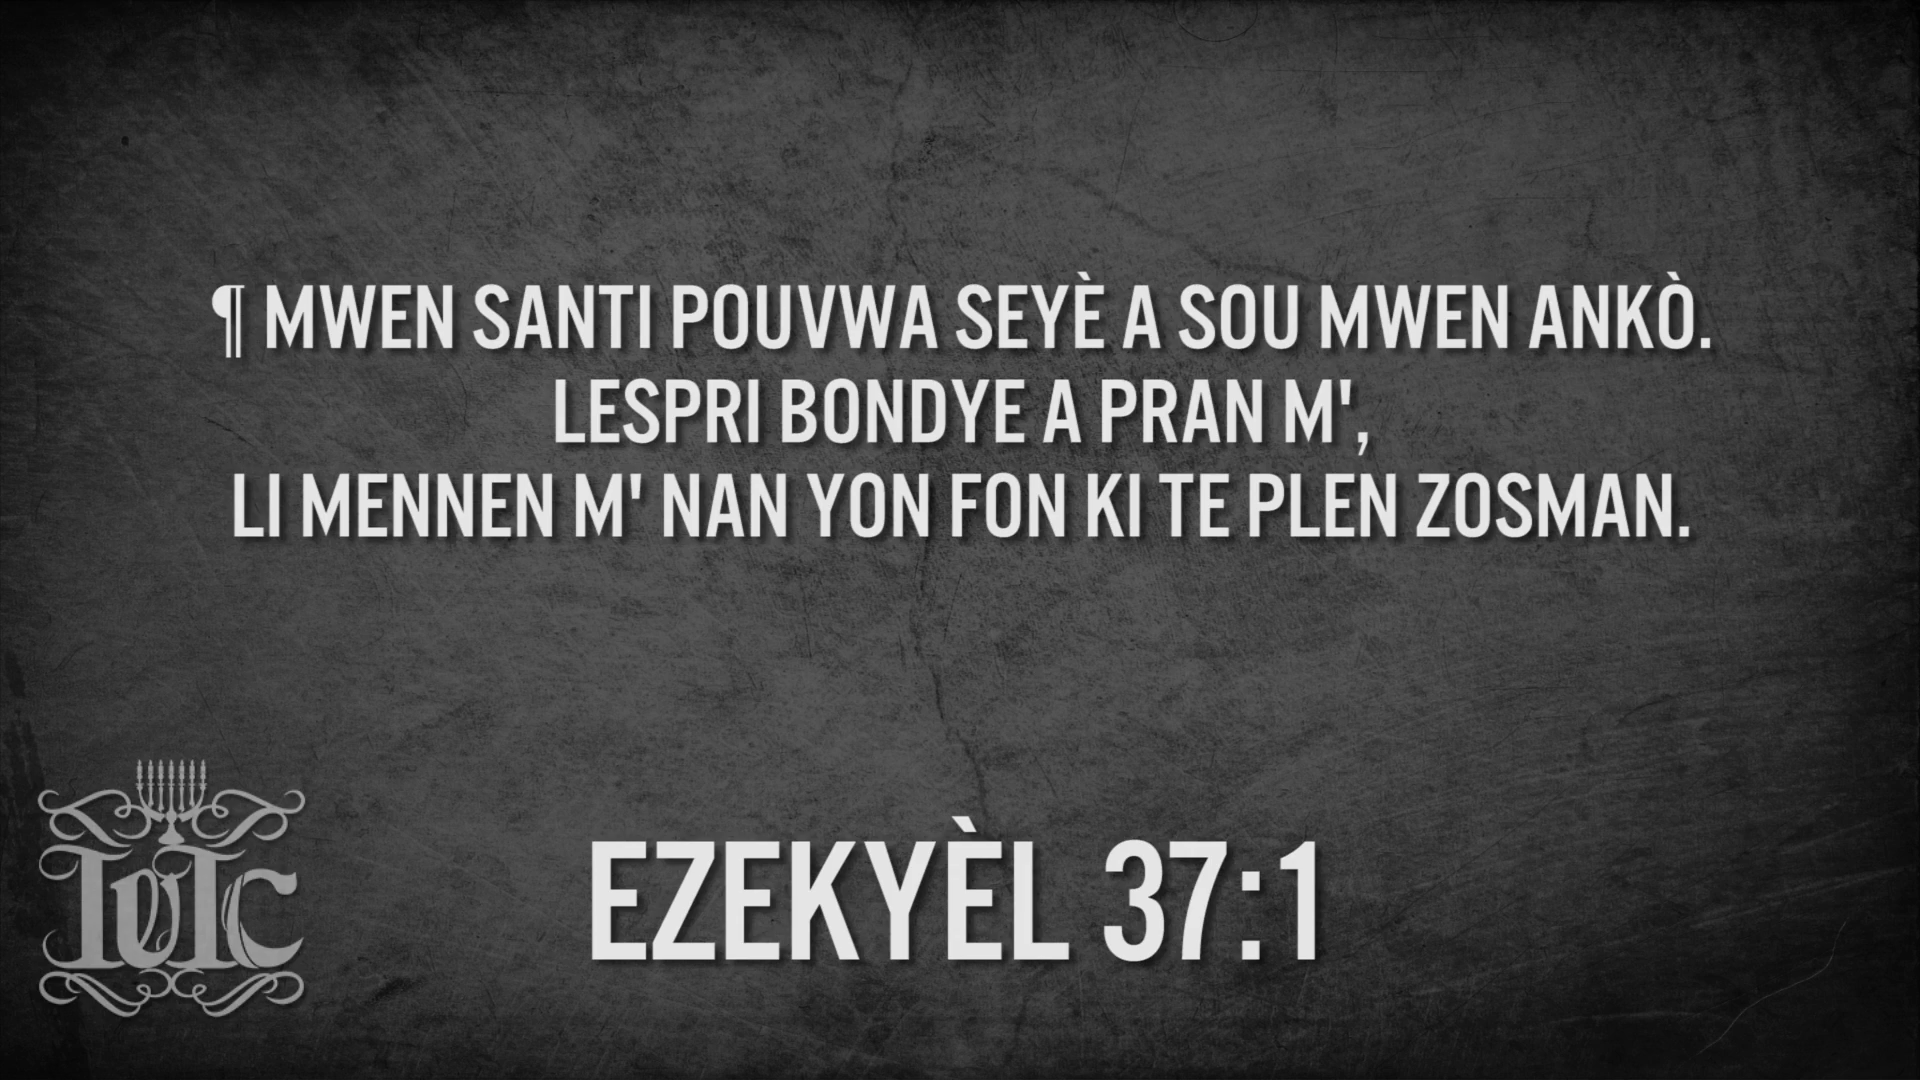 ¶ MWEN SANTI POUVWA SEYÈ A SOU MWEN ANKÒ.
LESPRI BONDYE A PRAN M',
LI MENNEN M' NAN YON FON KI TE PLEN ZOSMAN.
EZEKYÈL 37:1
IUIC